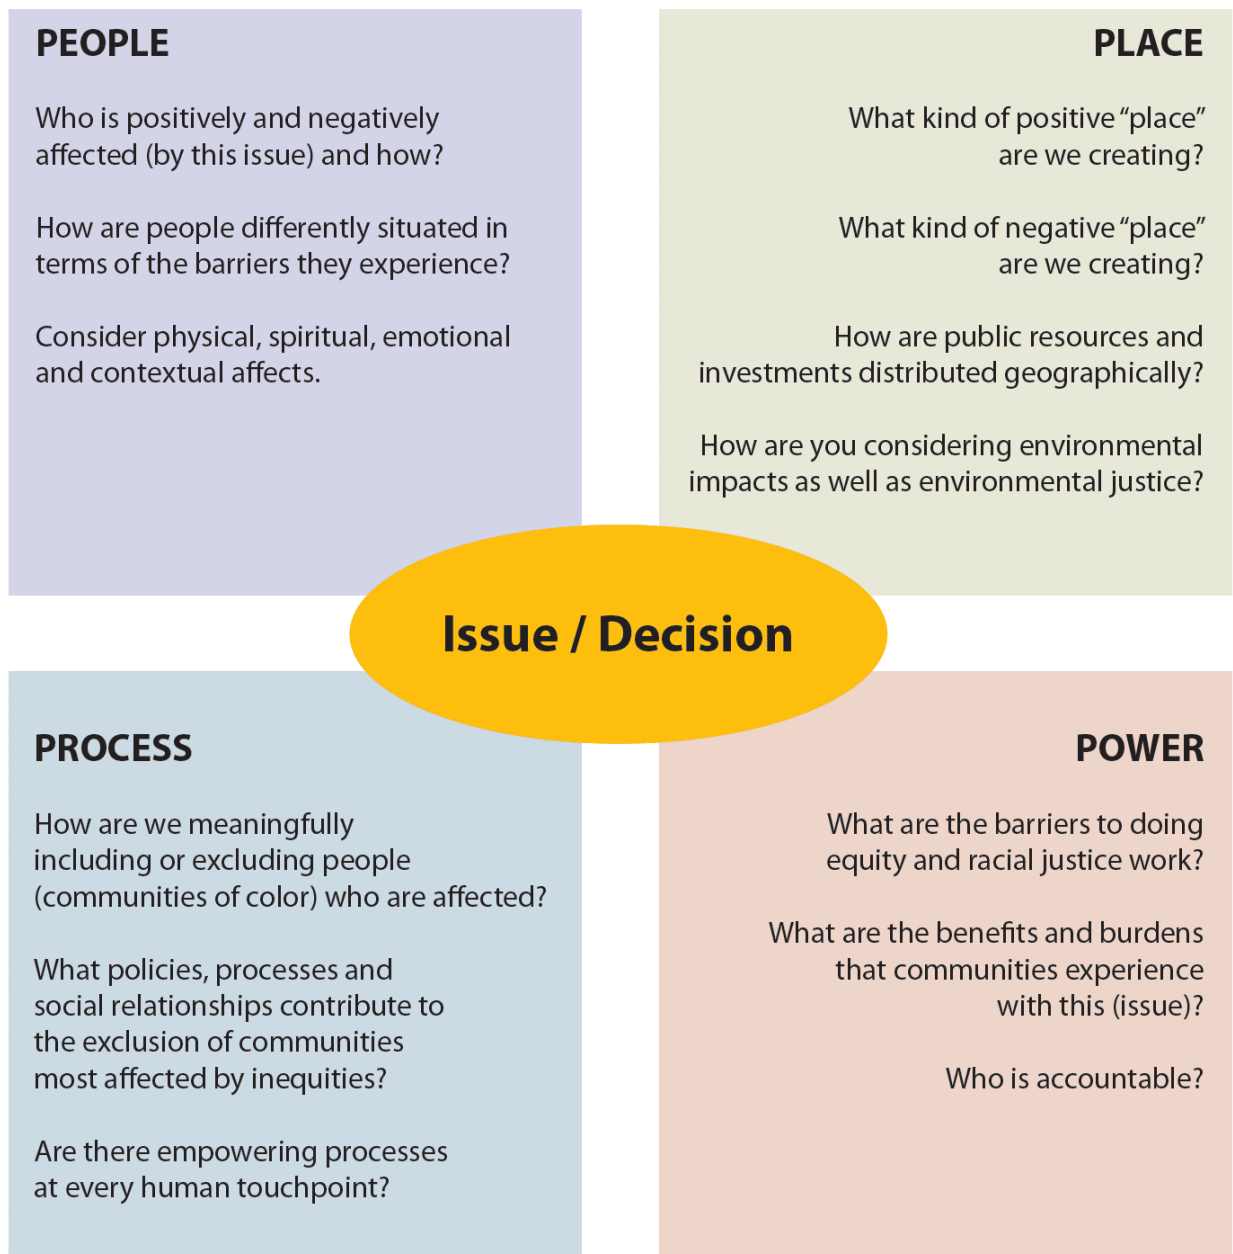 PEOPLE
Who is positively and negatively
affected (by this issue) and how?
How are people differently situated in
terms of the barriers they experience?
Consider physical, spiritual, emotional
and contextual affects.
PLACE
What kind of positive “place”
are we creating?
What kind of negative “place”
are we creating?
How are public resources and
investments distributed geographically?
How are you considering environmental
impacts as well as environmental justice?
Issue / Decision
PROCESS
How are we meaningfully
including or excluding people
(communities of color) who are affected?
What policies, processes and
social relationships contribute to
the exclusion of communities
most affected by inequities?
Are there empowering processes
at every human touchpoint?
POWER
What are the barriers to doing
equity and racial justice work?
What are the benefits and burdens
that communities experience
with this (issue)?
Who is accountable?